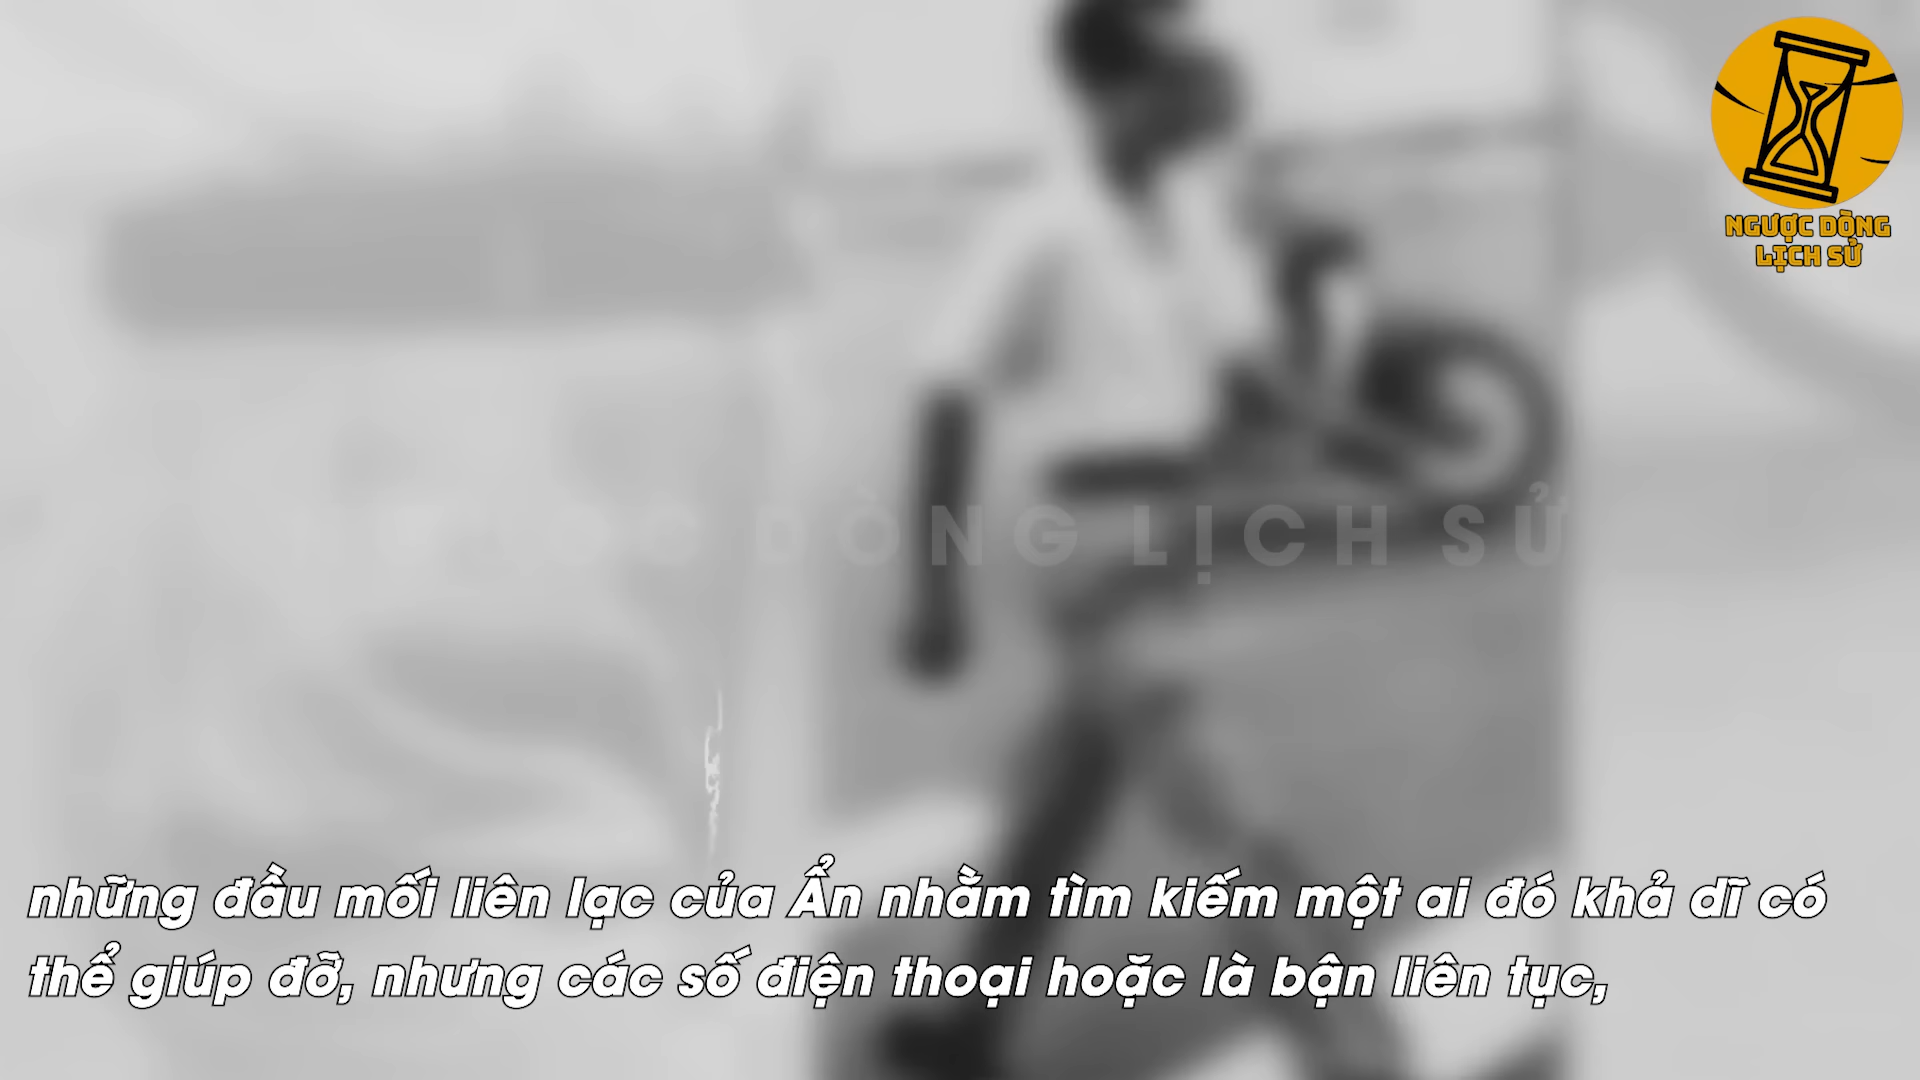 NGƯỢC DÒNG
LỊCH SỬ
NGƯỢC DÒNG LỊCH SỬ
những đầu mối liên lạc của Ẩn nhằm tìm kiếm một ai đó khả dĩ có
thể giúp đỡ, nhưng các số điện thoại hoặc là bận liên tục,